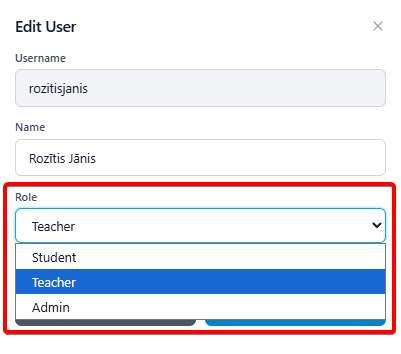 Edit User
Username
rozitisjanis
Name
Rozītis Jānis
Role
Teacher
Student
Teacher
Admin